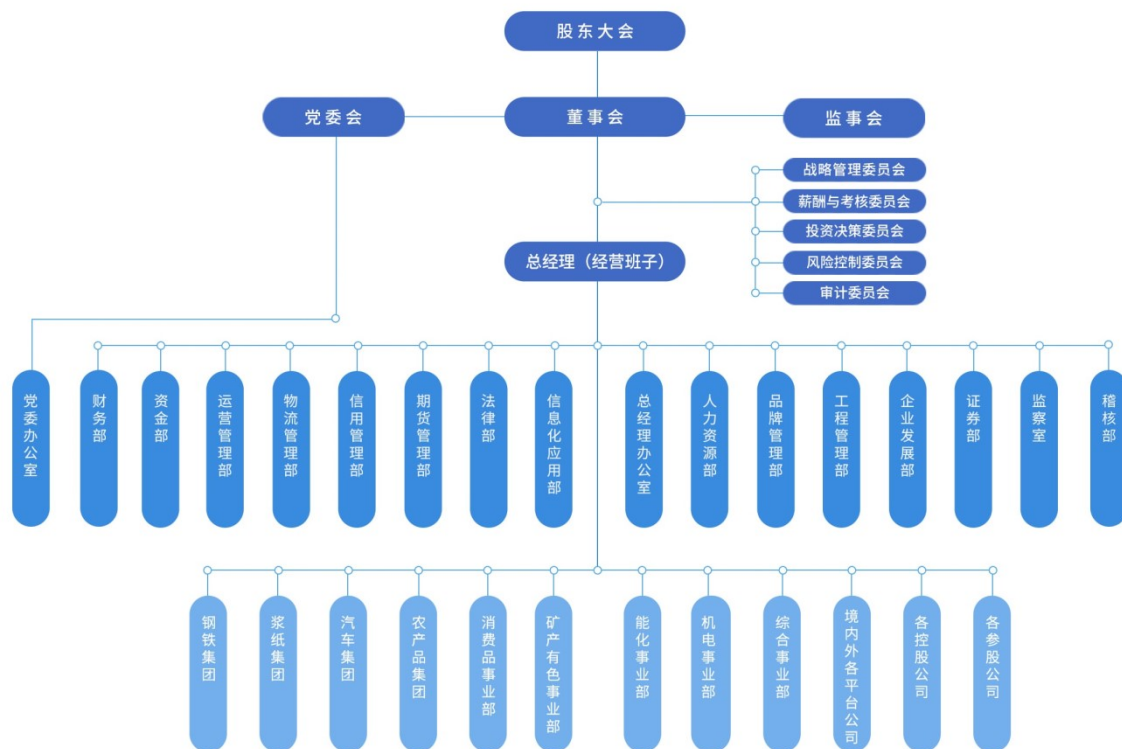 股东大会
党委会
董事会
监事会
战略管理委员会
薪酬与考核委员会
投资决策委员会
总经理（经营班子）
风险控制委员会
审计委员会
党委办公室
财务部
资金部
运营管理部
物流管理部
信用管理部
期货管理部
法律部
信息化应用部
总经理办公室
人力资源部
品牌管理部
工程管理部
企业发展部
证券部
监察室
稽核部
钢铁集团
浆纸集团
汽车集团
农产品集团
消费品事业部
矿产有色事业部
能化事业部
机电事业部
综合事业部
境内外各平台公司
各控股公司
各参股公司